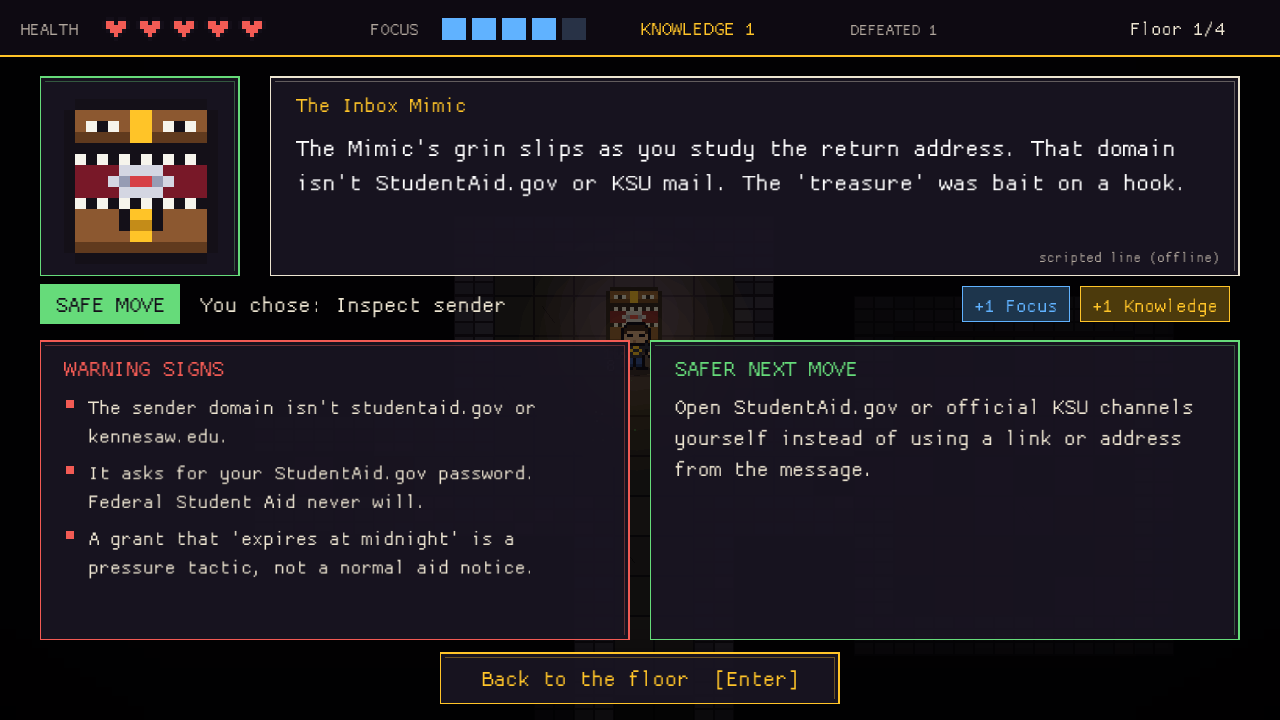 HEALTH FOCUS KNOWLEDGE 1 DEFEATED 1 Floor 1/4
The Inbox Mimic
The Mimic's grin slips as you study the return address. That domain
isn't StudentAid.gov or KSU mail. The 'treasure' was bait on a hook.
scripted line (offline)
SAFE MOVE You chose: Inspect sender +1 Focus +1 Knowledge
WARNING SIGNS
The sender domain isn't studentaid.gov or
kennesaw.edu.
It asks for your StudentAid.gov password.
Federal Student Aid never will.
A grant that 'expires at midnight' is a
pressure tactic, not a normal aid notice.
SAFER NEXT MOVE
Open StudentAid.gov or official KSU channels
yourself instead of using a link or address
from the message.
Back to the floor [Enter]